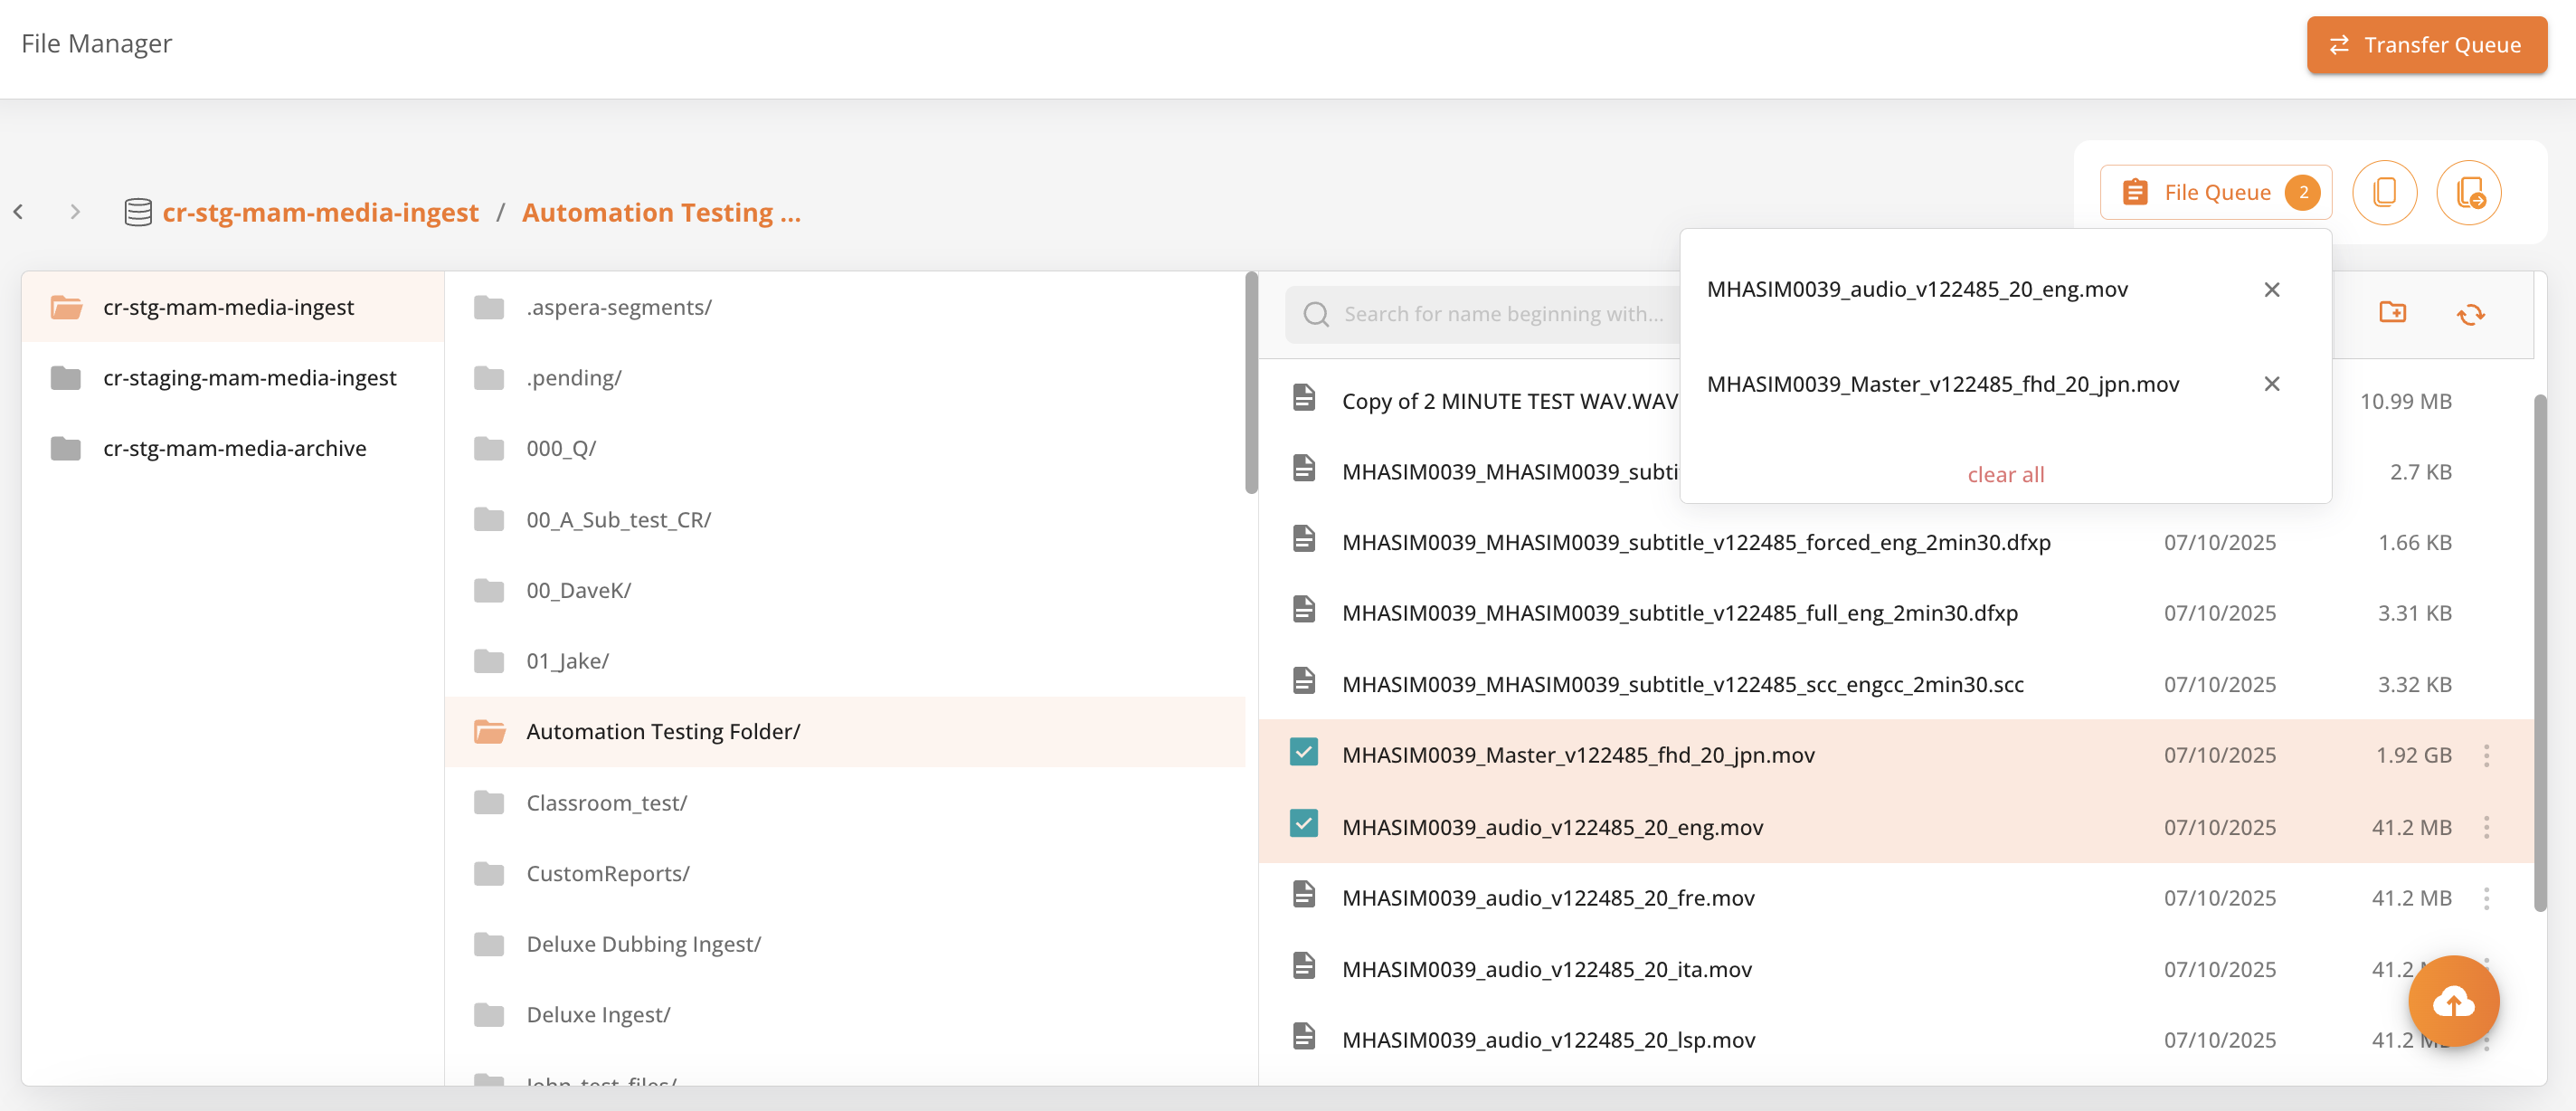 File Manager
Transfer Queue
cr-stg-mam-media-ingest / Automation Testing ...
File Queue 2
MHASIM0039_audio_v122485_20_eng.mov
MHASIM0039_Master_v122485_fhd_20_jpn.mov
clear all
cr-stg-mam-media-ingest
cr-staging-mam-media-ingest
cr-stg-mam-media-archive
.aspera-segments/
.pending/
000_Q/
00_A_Sub_test_CR/
00_DaveK/
01_Jake/
Automation Testing Folder/
Classroom_test/
CustomReports/
Deluxe Dubbing Ingest/
Deluxe Ingest/
John_test_files/
Search for name beginning with...
Copy of 2 MINUTE TEST WAV.WAV 10.99 MB
MHASIM0039_MHASIM0039_subti 2.7 KB
MHASIM0039_MHASIM0039_subtitle_v122485_forced_eng_2min30.dfxp 07/10/2025 1.66 KB
MHASIM0039_MHASIM0039_subtitle_v122485_full_eng_2min30.dfxp 07/10/2025 3.31 KB
MHASIM0039_MHASIM0039_subtitle_v122485_scc_engcc_2min30.scc 07/10/2025 3.32 KB
MHASIM0039_Master_v122485_fhd_20_jpn.mov 07/10/2025 1.92 GB
MHASIM0039_audio_v122485_20_eng.mov 07/10/2025 41.2 MB
MHASIM0039_audio_v122485_20_fre.mov 07/10/2025 41.2 MB
MHASIM0039_audio_v122485_20_ita.mov 07/10/2025 41.2
MHASIM0039_audio_v122485_20_lsp.mov 07/10/2025 41.2